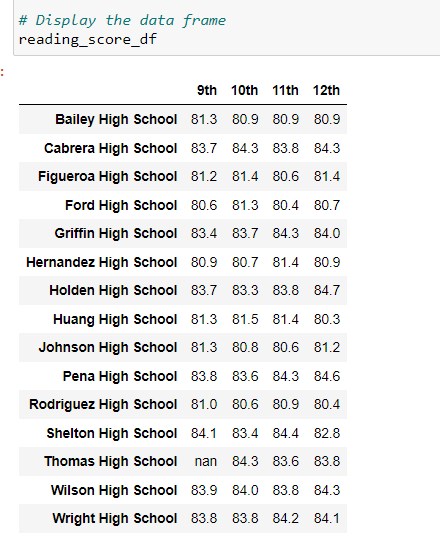 # Display the data frame
reading_score_df
:
9th 10th 11th 12th
Bailey High School 81.3 80.9 80.9 80.9
Cabrera High School 83.7 84.3 83.8 84.3
Figueroa High School 81.2 81.4 80.6 81.4
Ford High School 80.6 81.3 80.4 80.7
Griffin High School 83.4 83.7 84.3 84.0
Hernandez High School 80.9 80.7 81.4 80.9
Holden High School 83.7 83.3 83.8 84.7
Huang High School 81.3 81.5 81.4 80.3
Johnson High School 81.3 80.8 80.6 81.2
Pena High School 83.8 83.6 84.3 84.6
Rodriguez High School 81.0 80.6 80.9 80.4
Shelton High School 84.1 83.4 84.4 82.8
Thomas High School nan 84.3 83.6 83.8
Wilson High School 83.9 84.0 83.8 84.3
Wright High School 83.8 83.8 84.2 84.1